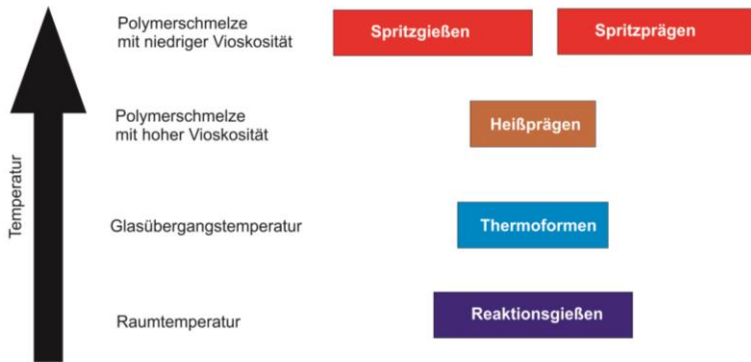 Polymerschmelze
mit niedriger Vioskosität
Spritzgießen
Spritzprägen
Polymerschmelze
mit hoher Vioskosität
Heißprägen
Temperatur
Glasübergangstemperatur
Thermoformen
Raumtemperatur
Reaktionsgießen